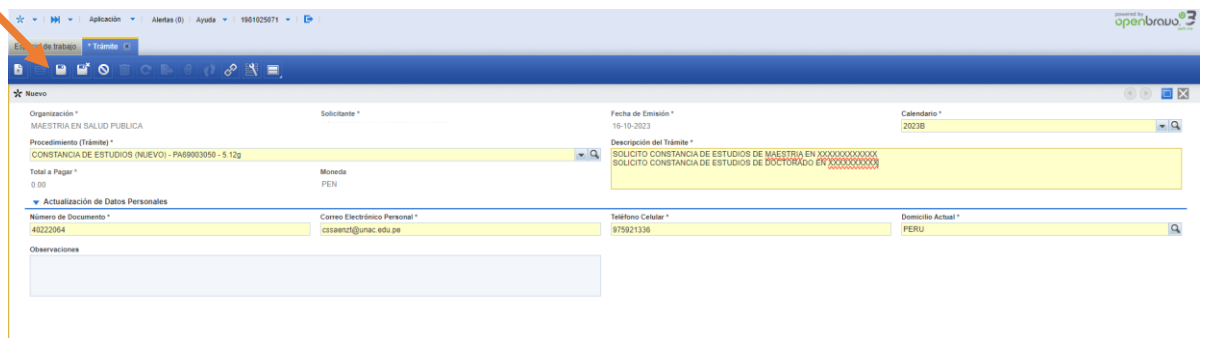 Aplicación Alertas (0) Ayuda 1981025071
powered by openbravo 3
de trabajo * Trámite
Nuevo
Organización * Solicitante * Fecha de Emisión * Calendario *
MAESTRIA EN SALUD PUBLICA 16-10-2023 2023B
Procedimiento (Trámite) * Descripción del Trámite *
CONSTANCIA DE ESTUDIOS (NUEVO) - PA69003050 - 5.12g SOLICITO CONSTANCIA DE ESTUDIOS DE MAESTRIA EN XXXXXXXXXXXX
SOLICITO CONSTANCIA DE ESTUDIOS DE DOCTORADO EN XXXXXXXXXX
Total a Pagar * Moneda
0.00 PEN
Actualización de Datos Personales
Número de Documento * Correo Electrónico Personal * Teléfono Celular * Domicilio Actual *
40222064 cssaenzt@unac.edu.pe 975921336 PERU
Observaciones